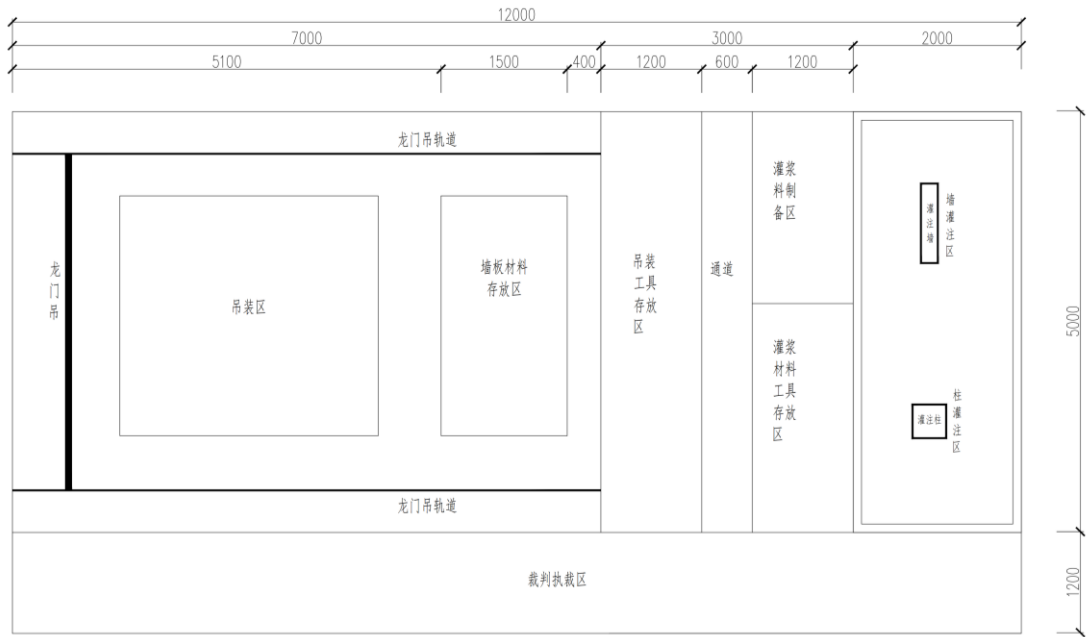 12000
7000
3000
2000
5100
1500
400
1200
600
1200
龙门吊轨道
龙门吊
吊装区
墙板材料
存放区
吊装
工具
存放
区
通道
灌浆
料制
备区
灌浆
材料
工具
存放
区
灌注墙
墙灌注区
灌注柱
柱灌注区
5000
龙门吊轨道
裁判执裁区
1200